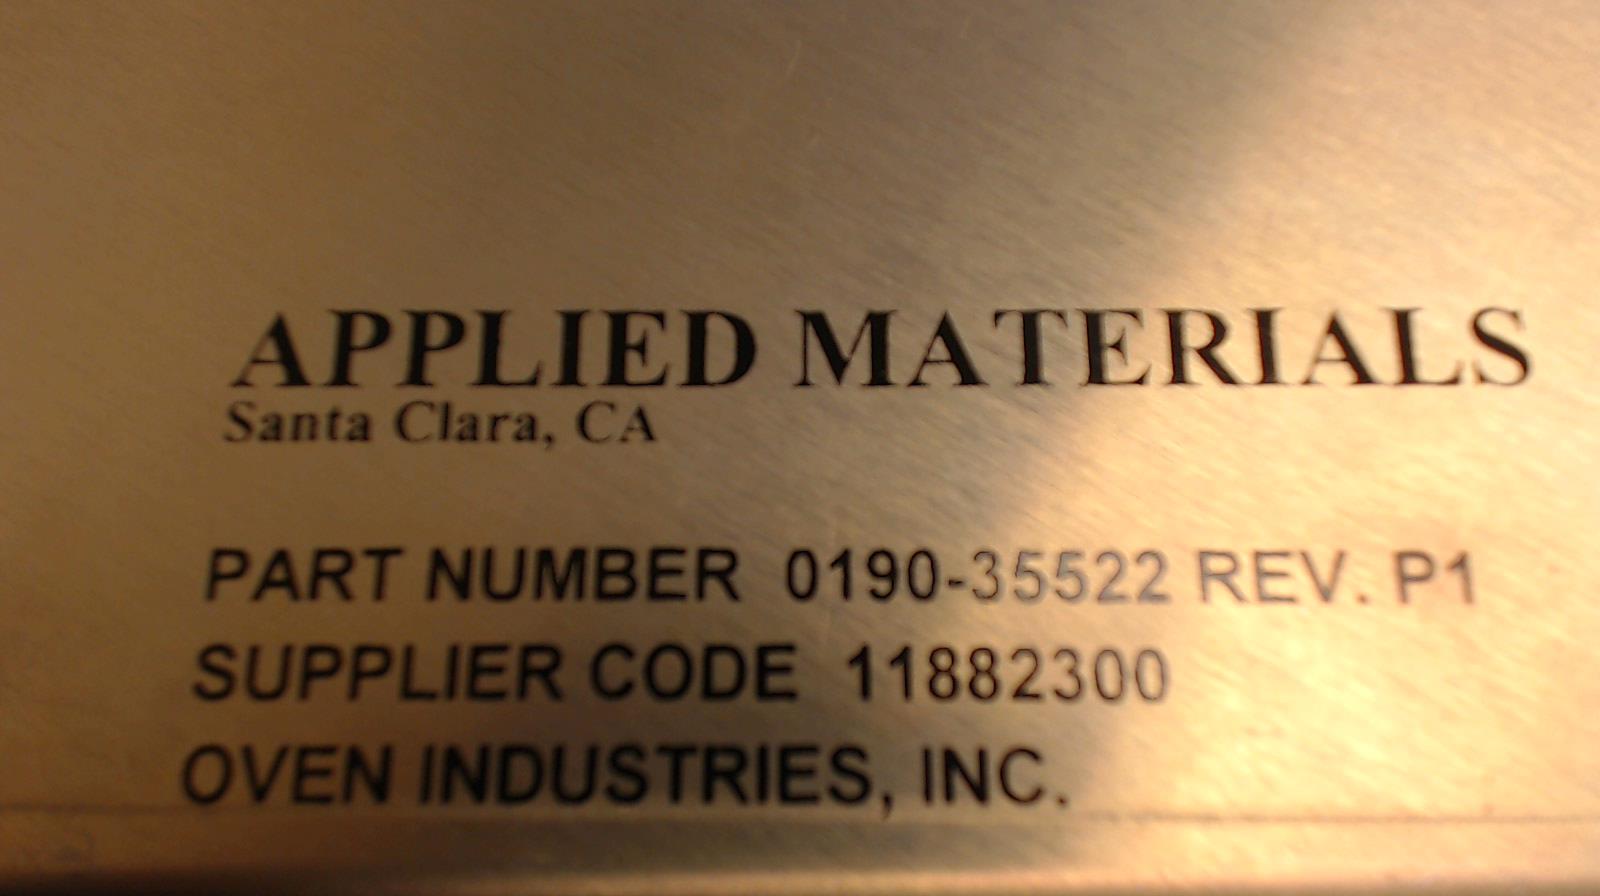 APPLIED MATERIALS
Santa Clara, CA
PART NUMBER 0190-35522 REV. P1
SUPPLIER CODE 11882300
OVEN INDUSTRIES, INC.